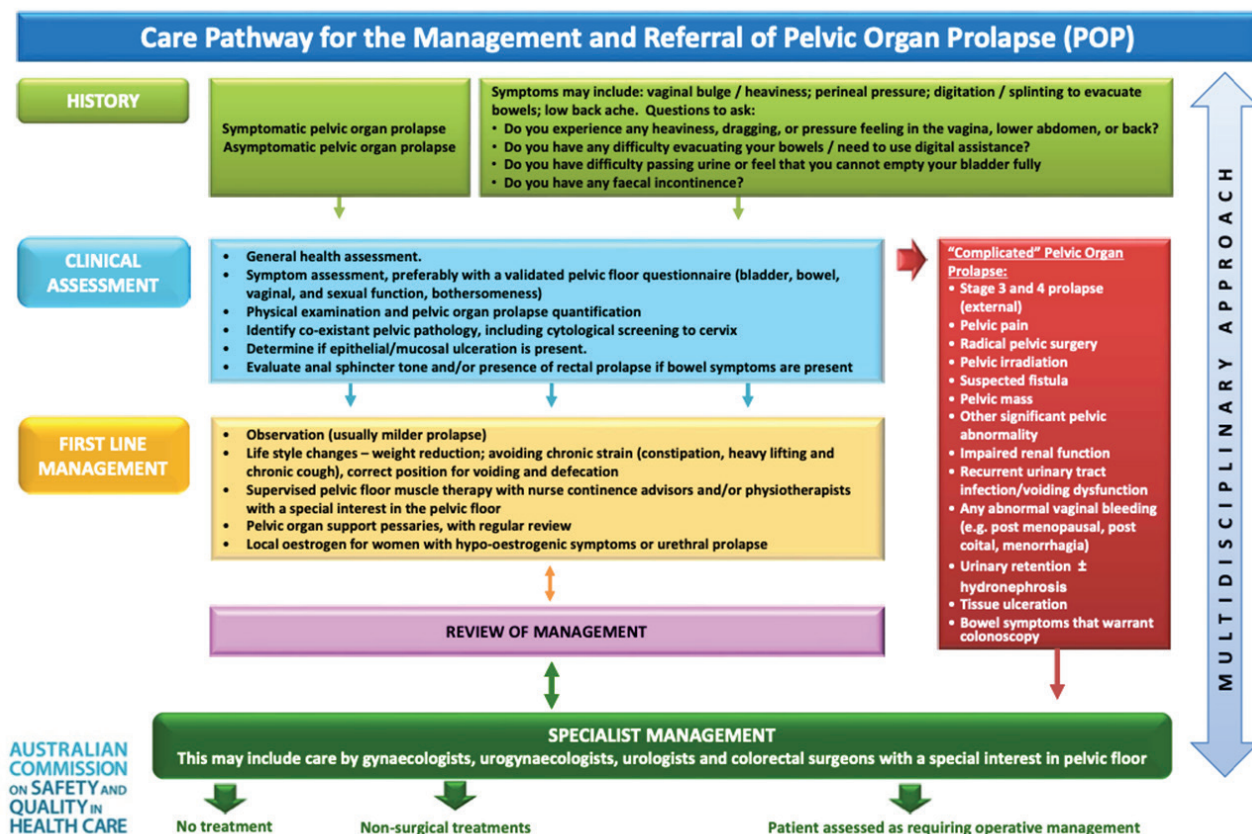 Care Pathway for the Management and Referral of Pelvic Organ Prolapse (POP)
HISTORY
Symptomatic pelvic organ prolapse
Asymptomatic pelvic organ prolapse
Symptoms may include: vaginal bulge / heaviness; perineal pressure; digitation / splinting to evacuate
bowels; low back ache. Questions to ask:
• Do you experience any heaviness, dragging, or pressure feeling in the vagina, lower abdomen, or back?
• Do you have any difficulty evacuating your bowels / need to use digital assistance?
• Do you have difficulty passing urine or feel that you cannot empty your bladder fully
• Do you have any faecal incontinence?
CLINICAL
ASSESSMENT
• General health assessment.
• Symptom assessment, preferably with a validated pelvic floor questionnaire (bladder, bowel,
vaginal, and sexual function, bothersomeness)
• Physical examination and pelvic organ prolapse quantification
• Identify co-existant pelvic pathology, including cytological screening to cervix
• Determine if epithelial/mucosal ulceration is present.
• Evaluate anal sphincter tone and/or presence of rectal prolapse if bowel symptoms are present
"Complicated" Pelvic Organ
Prolapse:
• Stage 3 and 4 prolapse
(external)
• Pelvic pain
• Radical pelvic surgery
• Pelvic irradiation
• Suspected fistula
• Pelvic mass
• Other significant pelvic
abnormality
• Impaired renal function
• Recurrent urinary tract
infection/voiding dysfunction
• Any abnormal vaginal bleeding
(e.g. post menopausal, post
coital, menorrhagia)
• Urinary retention ±
hydronephrosis
• Tissue ulceration
• Bowel symptoms that warrant
colonoscopy
FIRST LINE
MANAGEMENT
• Observation (usually milder prolapse)
• Life style changes – weight reduction; avoiding chronic strain (constipation, heavy lifting and
chronic cough), correct position for voiding and defecation
• Supervised pelvic floor muscle therapy with nurse continence advisors and/or physiotherapists
with a special interest in the pelvic floor
• Pelvic organ support pessaries, with regular review
• Local oestrogen for women with hypo-oestrogenic symptoms or urethral prolapse
REVIEW OF MANAGEMENT
MULTIDISCIPLINARY APPROACH
SPECIALIST MANAGEMENT
This may include care by gynaecologists, urogynaecologists, urologists and colorectal surgeons with a special interest in pelvic floor
AUSTRALIAN
COMMISSION
ON SAFETY AND
QUALITY IN
HEALTH CARE
No treatment
Non-surgical treatments
Patient assessed as requiring operative management